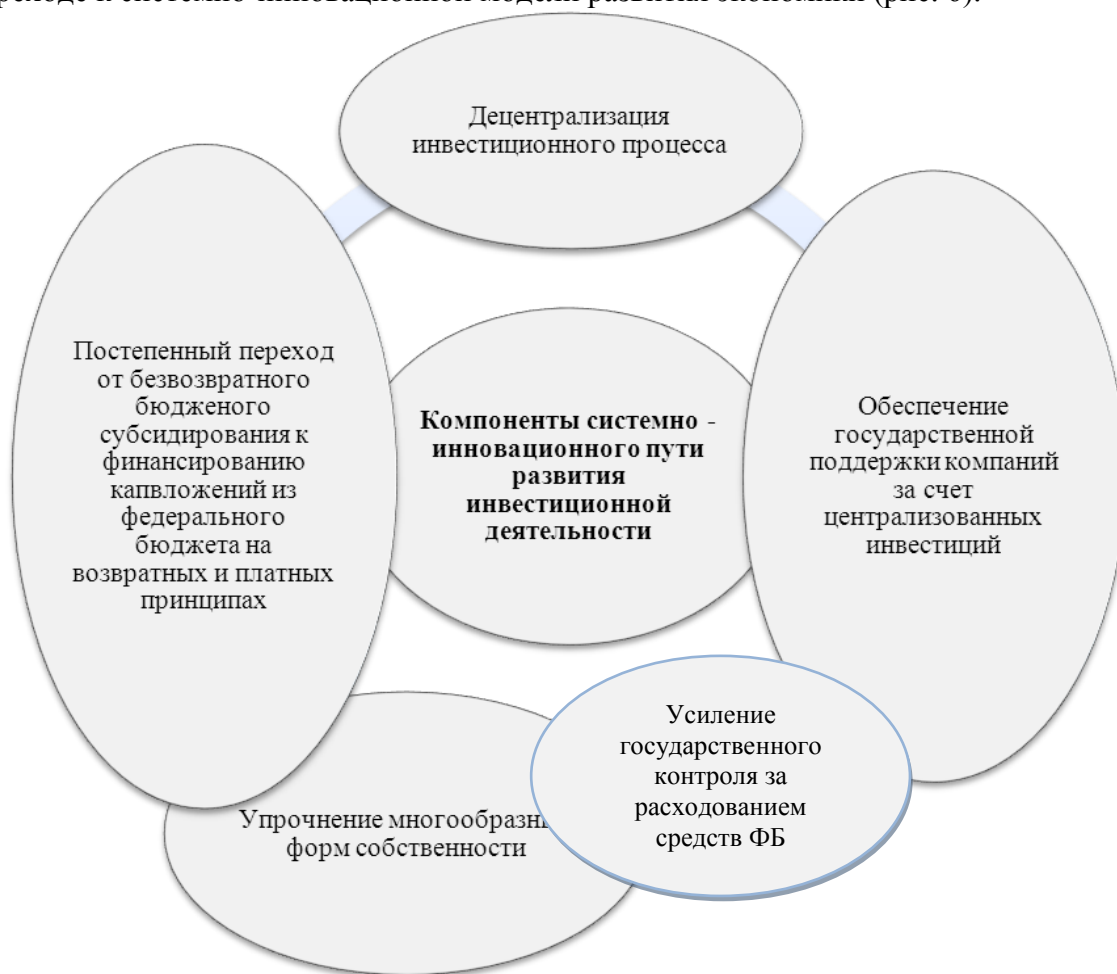 переходе к системно-инновационной модели развития экономики (рис. 6).
Децентрализация
инвестиционного процесса
Постепенный переход
от безвозвратного
бюдженого
субсидирования к
финансированию
капвложений из
федерального
бюджета на
возвратных и платных
принципах
Компоненты системно -
инновационного пути
развития
инвестиционной
деятельности
Обеспечение
государственной
поддержки компаний
за счет
централизованных
инвестиций
Усиление
государственного
контроля за
расходованием
средств ФБ
Упрочнение
форм собственности